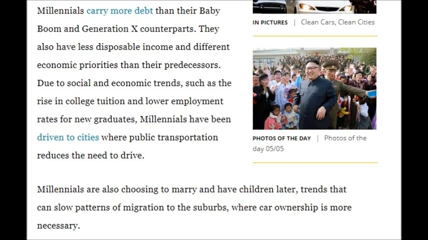 Millennials carry more debt than their Baby
Boom and Generation X counterparts. They
also have less disposable income and different
economic priorities than their predecessors.
Due to social and economic trends, such as the
rise in college tuition and lower employment
rates for new graduates, Millennials have been
driven to cities where public transportation
reduces the need to drive.
Millennials are also choosing to marry and have children later, trends that
can slow patterns of migration to the suburbs, where car ownership is more
necessary.
IN PICTURES | Clean Cars, Clean Cities
PHOTOS OF THE DAY | Photos of the
day 05/05